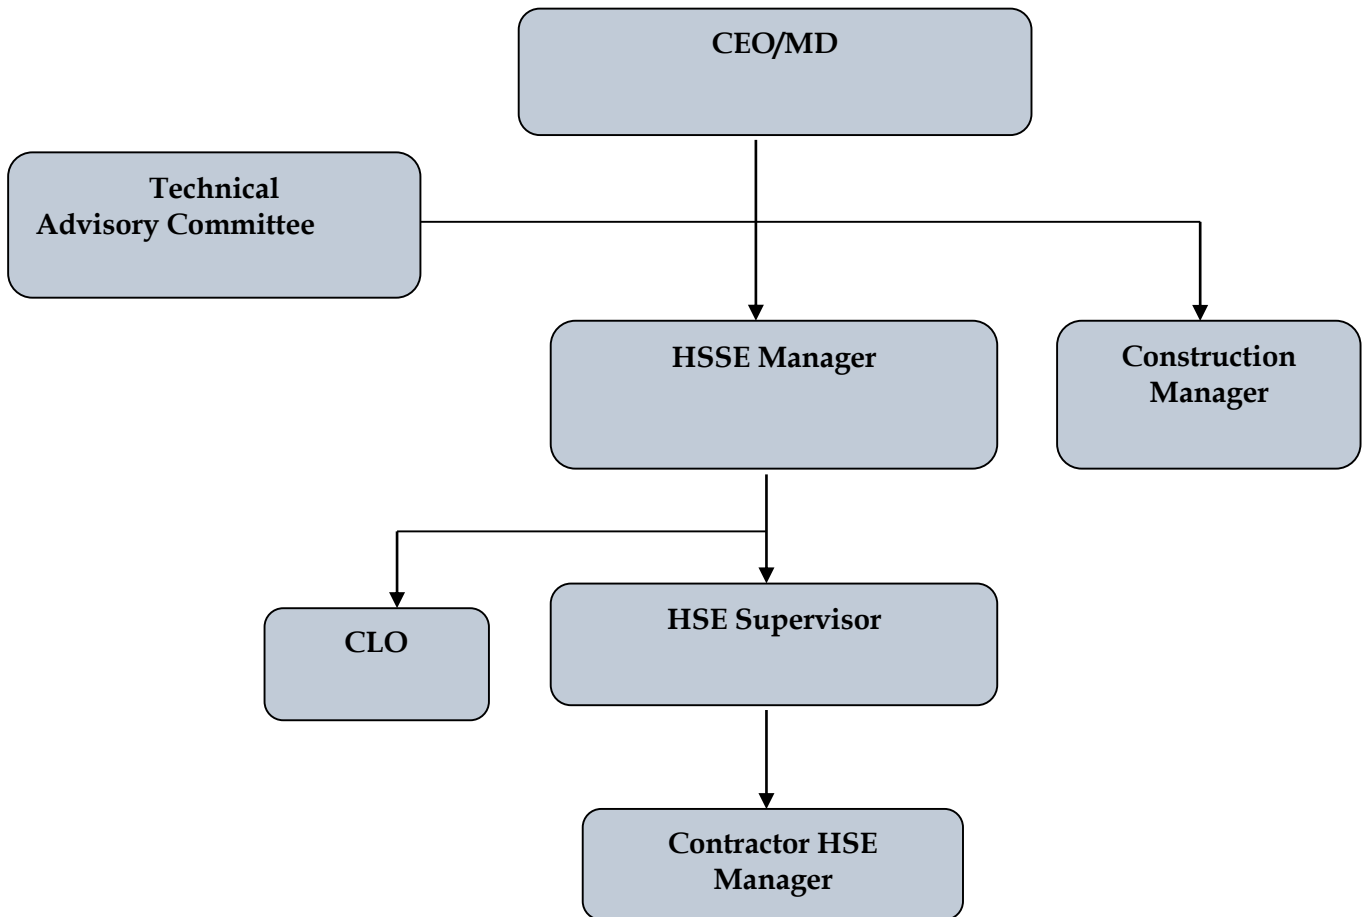 CEO/MD
Technical
Advisory Committee
HSSE Manager
Construction
Manager
CLO
HSE Supervisor
Contractor HSE
Manager